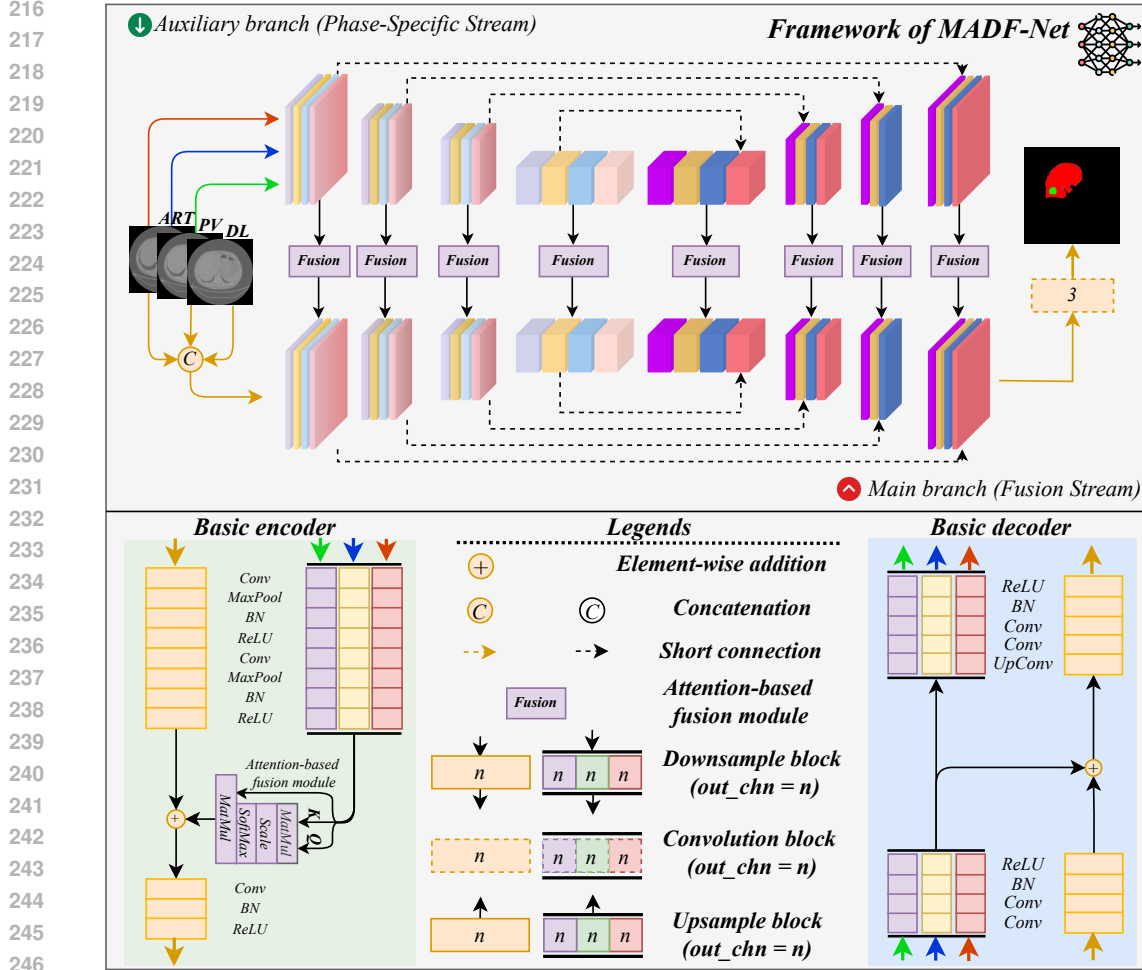 216
217
218
219
220
221
222
223
224
225
226
227
228
229
230
231
232
233
234
235
236
237
238
239
240
241
242
243
244
245
246
Auxiliary branch (Phase-Specific Stream)
Framework of MADF-Net
ART
PV
DL
Fusion Fusion Fusion Fusion Fusion Fusion Fusion Fusion
3
C
Main branch (Fusion Stream)
Basic encoder
Conv
MaxPool
BN
ReLU
Conv
MaxPool
BN
ReLU
Attention-based
fusion module
MatMul
SoftMax
Scale
MatMul
K
Q
+
Conv
BN
ReLU
Legends
+ Element-wise addition
C C Concatenation
Short connection
Fusion Attention-based
fusion module
n n n n Downsample block
(out_chn = n)
n n n n Convolution block
(out_chn = n)
n n n n Upsample block
(out_chn = n)
Basic decoder
ReLU
BN
Conv
Conv
UpConv
+
ReLU
BN
Conv
Conv